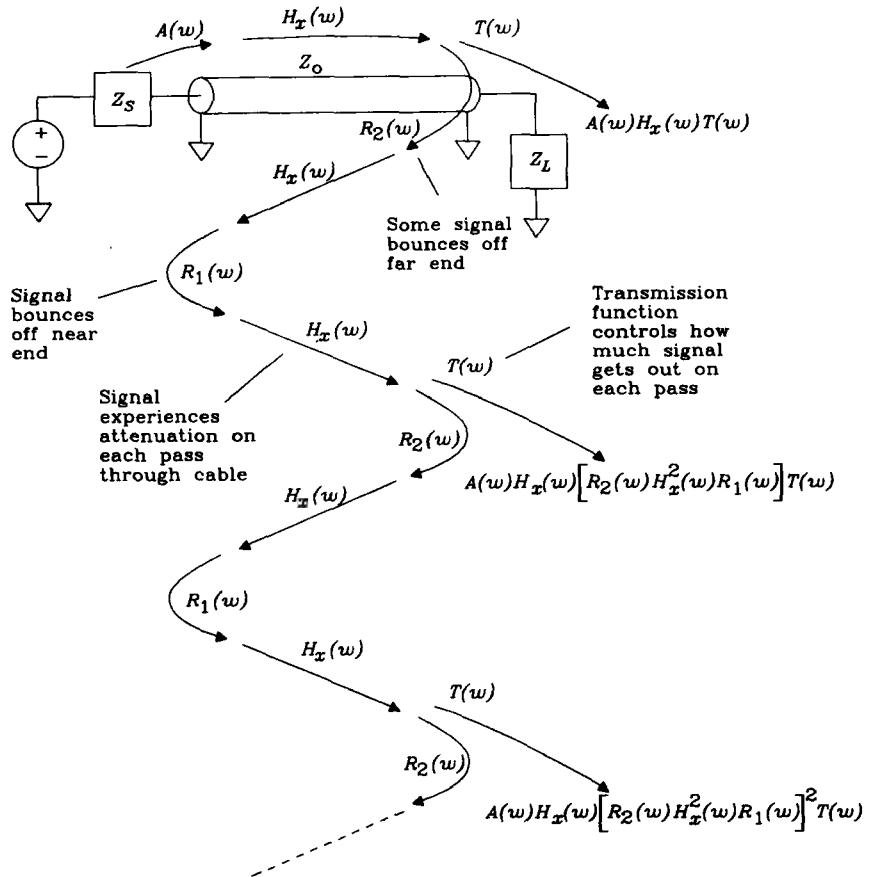 A(w)
H_x(w)
T(w)
Z_o
Z_S
+
−
R_2(w)
A(w)H_x(w)T(w)
Z_L
H_x(w)
Some signal
bounces off
far end
R_1(w)
Signal
bounces
off near
end
H_x(w)
Transmission
function
controls how
much signal
gets out on
each pass
T(w)
Signal
experiences
attenuation on
each pass
through cable
R_2(w)
A(w)H_x(w)[R_2(w)H_x^2(w)R_1(w)]T(w)
H_x(w)
R_1(w)
H_x(w)
T(w)
R_2(w)
A(w)H_x(w)[R_2(w)H_x^2(w)R_1(w)]^2T(w)